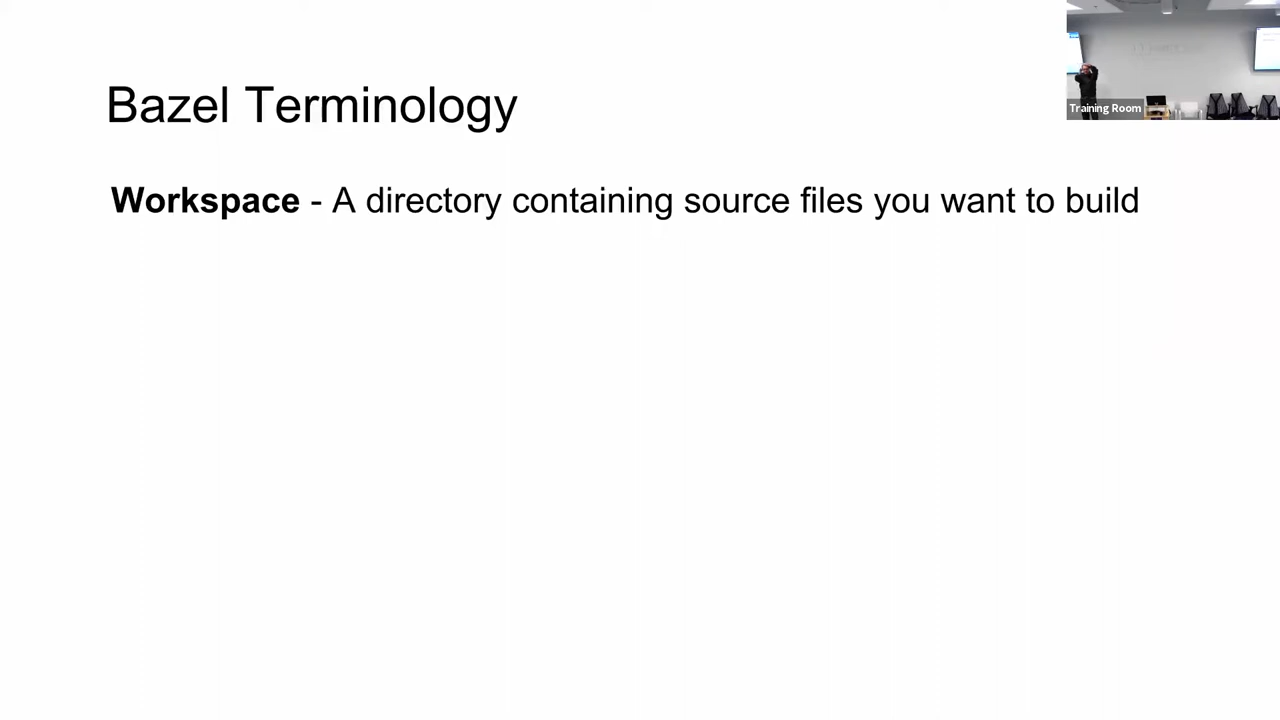 Bazel Terminology
Training Room
Workspace - A directory containing source files you want to build